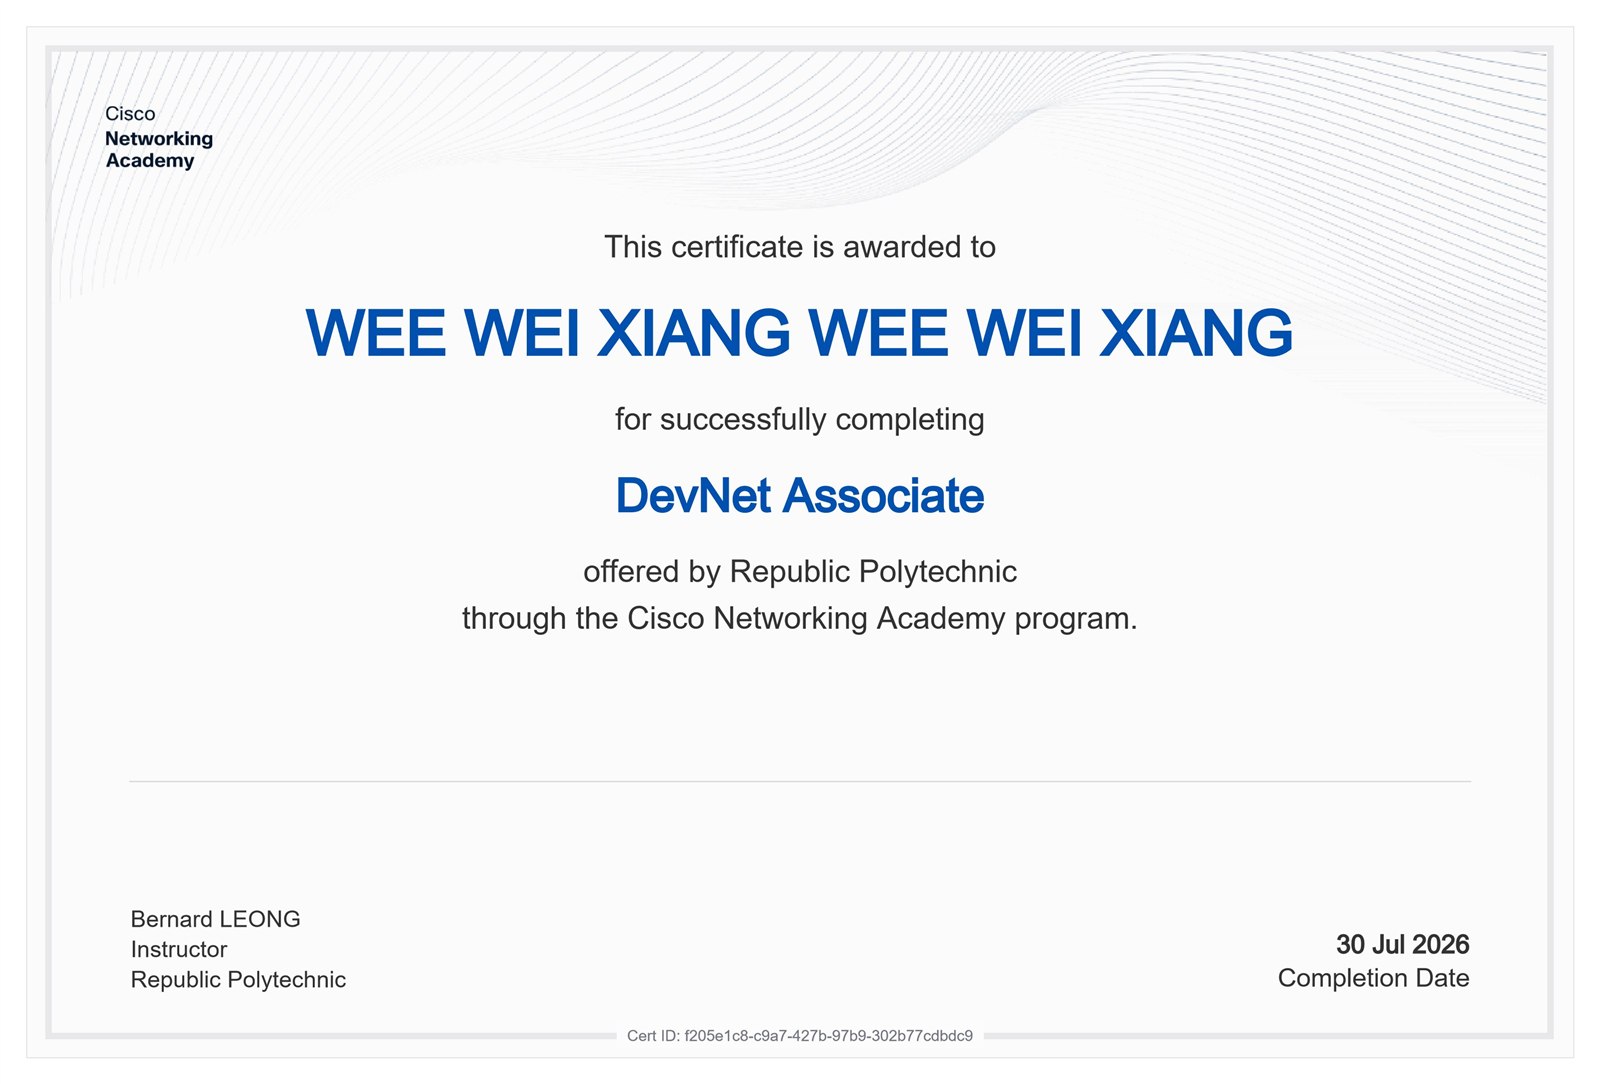 Cisco
Networking
Academy
This certificate is awarded to
WEE WEI XIANG WEE WEI XIANG
for successfully completing
DevNet Associate
offered by Republic Polytechnic
through the Cisco Networking Academy program.
Bernard LEONG
Instructor
Republic Polytechnic
30 Jul 2026
Completion Date
Cert ID: f205e1c8-c9a7-427b-97b9-302b77cdbdc9